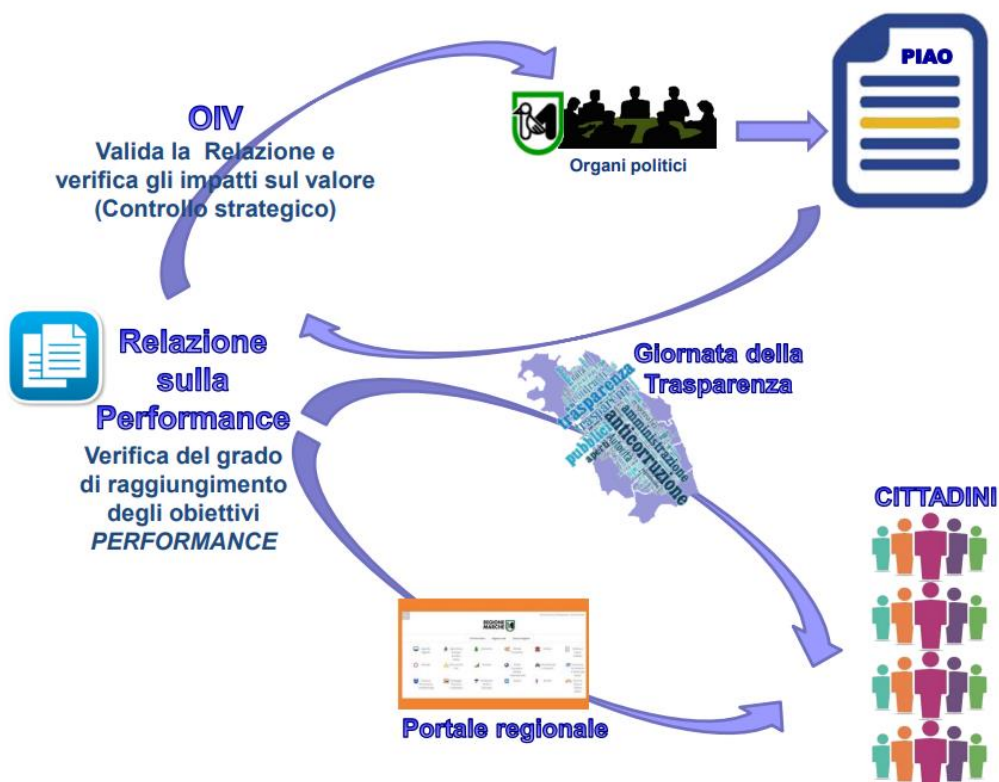 PIAO
OIV
Valida la Relazione e
verifica gli impatti sul valore
(Controllo strategico)
Organi politici
Relazione
sulla
Performance
Verifica del grado
di raggiungimento
degli obiettivi
PERFORMANCE
Giornata della
Trasparenza
trasparenza
pubblici
amministrazione
anticorruzione
CITTADINI
REGIONE
MARCHE
Portale regionale